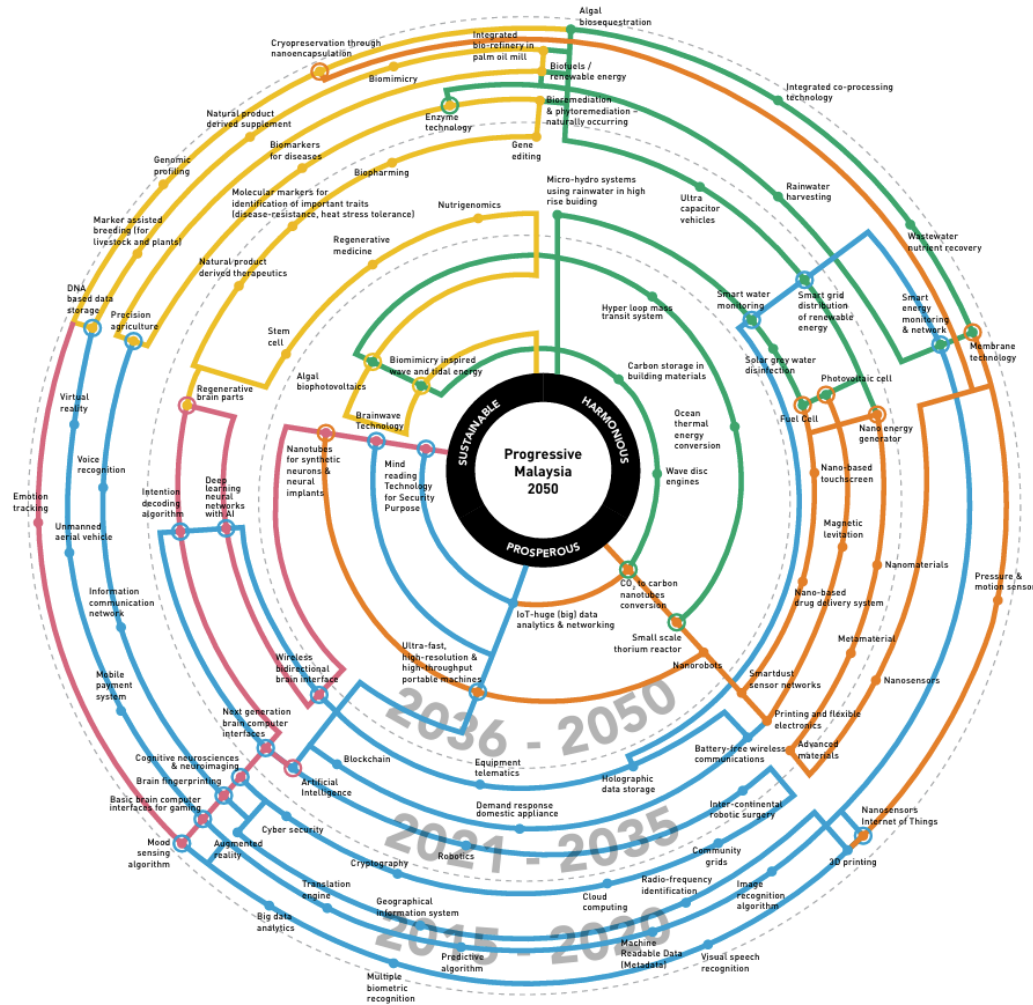 Algal
biosequestration
Cryopreservation through
nanoencapsulation
Integrated
bio-refinery in
palm oil mill
Biomimicry
Biofuels /
renewable energy
Integrated co-processing
technology
Natural product
derived supplement
Enzyme
technology
Bioremediation
& phytoremediation –
naturally occurring
Biomarkers
for diseases
Gene
editing
Genomic
profiling
Biopharming
Molecular markers for
identification of important traits
(disease-resistance, heat stress tolerance)
Micro-hydro systems
using rainwater in high
rise buiding
Ultra
capacitor
vehicles
Rainwater
harvesting
Marker assisted
breeding (for
livestock and plants)
Nutrigenomics
Wastewater
nutrient recovery
Regenerative
medicine
Natural product
derived therapeutics
DNA
based data
storage
Precision
agriculture
Smart water
monitoring
Smart grid
distribution
of renewable
energy
Smart
energy
monitoring
& network
Membrane
technology
Hyper loop mass
transit system
Stem
cell
Algal
biophotovoltaics
Biomimicry inspired
wave and tidal energy
Carbon storage in
building materials
Solar grey water
disinfection
Photovoltaic cell
Virtual
reality
Regenerative
brain parts
Brainwave
Technology
SUSTAINABLE
HARMONIOUS
PROSPEROUS
Progressive
Malaysia
2050
Ocean
thermal
energy
conversion
Fuel Cell
Nano energy
generator
Voice
recognition
Nanotubes
for synthetic
neurons &
neural
implants
Mind
reading
Technology
for Security
Purpose
Wave disc
engines
Nano-based
touchscreen
Emotion
tracking
Intention
decoding
algorithm
Deep
learning
neural
networks
with AI
Unmanned
aerial vehicle
Magnetic
levitation
Nanomaterials
Information
communication
network
CO2 to carbon
nanotubes
conversion
Nano-based
drug delivery system
Pressure &
motion sensor
IoT-huge (big) data
analytics & networking
Small scale
thorium reactor
Metamaterial
Ultra-fast,
high-resolution &
high-throughput
portable machines
Nanorobots
Wireless
bidirectional
brain interface
Mobile
payment
system
Smartdust
sensor networks
Nanosensors
2036 - 2050
Next generation
brain computer
interfaces
Printing and flexible
electronics
Cognitive neurosciences
& neuroimaging
Blockchain
Equipment
telematics
Holographic
data storage
Battery-free wireless
communications
Advanced
materials
Brain fingerprinting
Artificial
Intelligence
Basic brain computer
interfaces for gaming
Demand response
domestic appliance
Inter-continental
robotic surgery
Nanosensors
Internet of Things
Cyber security
2021 - 2035
Mood
sensing
algorithm
Augmented
reality
Robotics
Community
grids
3D printing
Cryptography
Translation
engine
Cloud
computing
Radio-frequency
identification
Image
recognition
algorithm
Big data
analytics
Geographical
information system
2015 - 2020
Predictive
algorithm
Machine
Readable Data
(Metadata)
Visual speech
recognition
Multiple
biometric
recognition